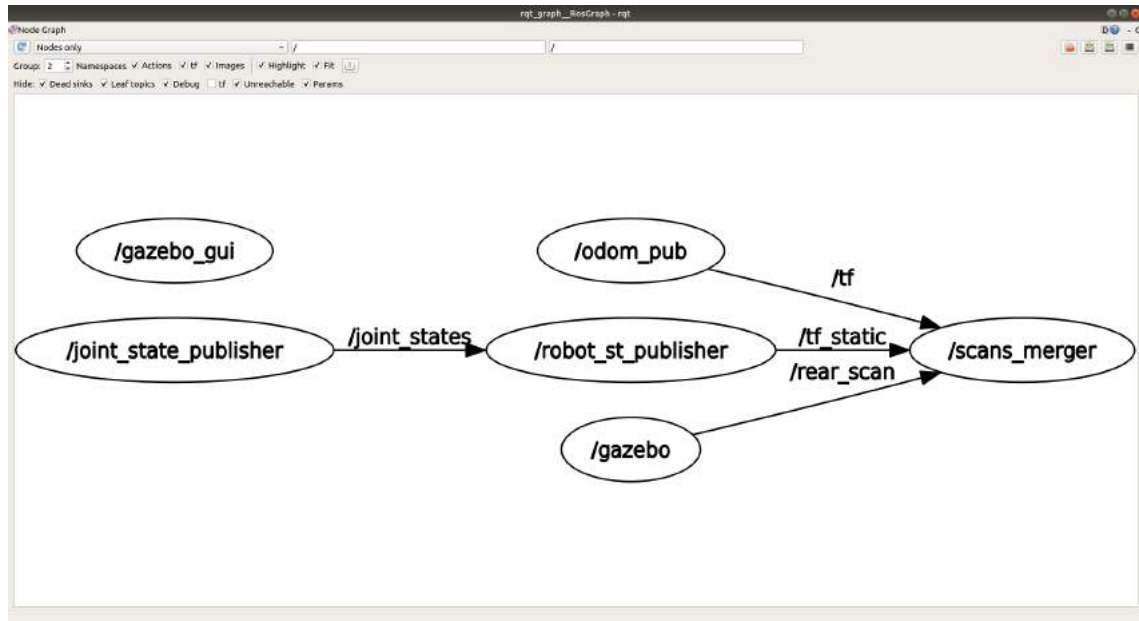 rqt_graph__RosGraph - rqt
Node Graph
D - O
Nodes only / /
Group: 2 Namespaces Actions tf Images Highlight Fit
Hide: Dead sinks Leaf topics Debug tf Unreachable Params
/gazebo_gui
/odom_pub
/tf
/joint_state_publisher
/joint_states
/robot_st_publisher
/tf_static
/scans_merger
/rear_scan
/gazebo